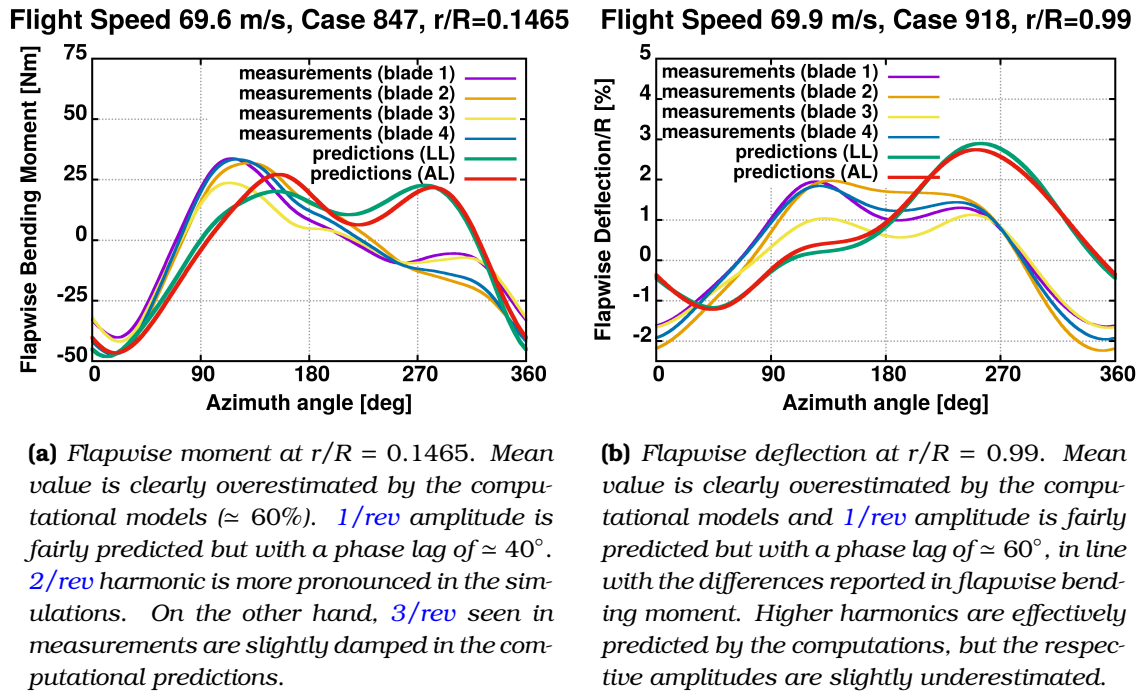 Flight Speed 69.6 m/s, Case 847, r/R=0.1465
Flapwise Bending Moment [Nm]
75
50
25
0
-25
-50
measurements (blade 1)
measurements (blade 2)
measurements (blade 3)
measurements (blade 4)
predictions (LL)
predictions (AL)
0 90 180 270 360
Azimuth angle [deg]
Flight Speed 69.9 m/s, Case 918, r/R=0.99
Flapwise Deflection/R [%]
5
4
3
2
1
0
-1
-2
measurements (blade 1)
measurements (blade 2)
measurements (blade 3)
measurements (blade 4)
predictions (LL)
predictions (AL)
0 90 180 270 360
Azimuth angle [deg]
(a) Flapwise moment at r/R = 0.1465. Mean
value is clearly overestimated by the compu-
tational models (≃ 60%). 1/rev amplitude is
fairly predicted but with a phase lag of ≃ 40°.
2/rev harmonic is more pronounced in the sim-
ulations. On the other hand, 3/rev seen in
measurements are slightly damped in the com-
putational predictions.
(b) Flapwise deflection at r/R = 0.99. Mean
value is clearly overestimated by the compu-
tational models and 1/rev amplitude is fairly
predicted but with a phase lag of ≃ 60°, in line
with the differences reported in flapwise bend-
ing moment. Higher harmonics are effectively
predicted by the computations, but the respec-
tive amplitudes are slightly underestimated.